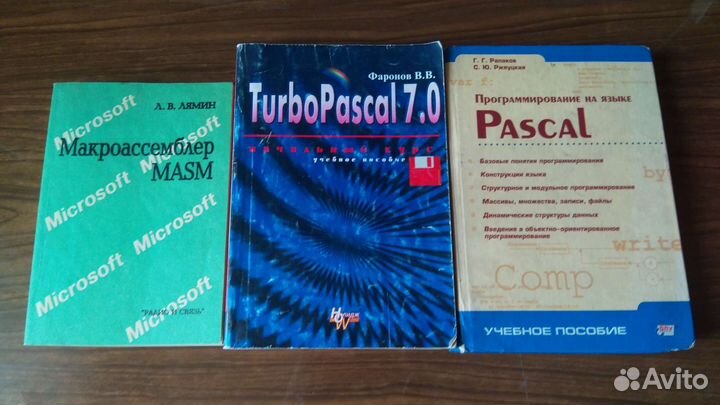 Л. В. ЛЯМИН
Макроассемблер
MASM
Microsoft
Microsoft
Microsoft
Microsoft
Microsoft
Microsoft
"РАДИО И СВЯЗЬ"
Фаронов В.В.
TurboPascal 7.0
НАЧАЛЬНЫЙ КУРС
учебное пособие
Нолидж
Г. Г. Рапаков
С. Ю. Ржеуцкая
var f:
Программирование на языке
Pascal
Базовые понятия программирования
Конструкции языка
Структурное и модульное программирование
Массивы, множества, записи, файлы
Динамические структуры данных
Введение в объектно-ориентированное
программирование
write
Comp
УЧЕБНОЕ ПОСОБИЕ
Avito